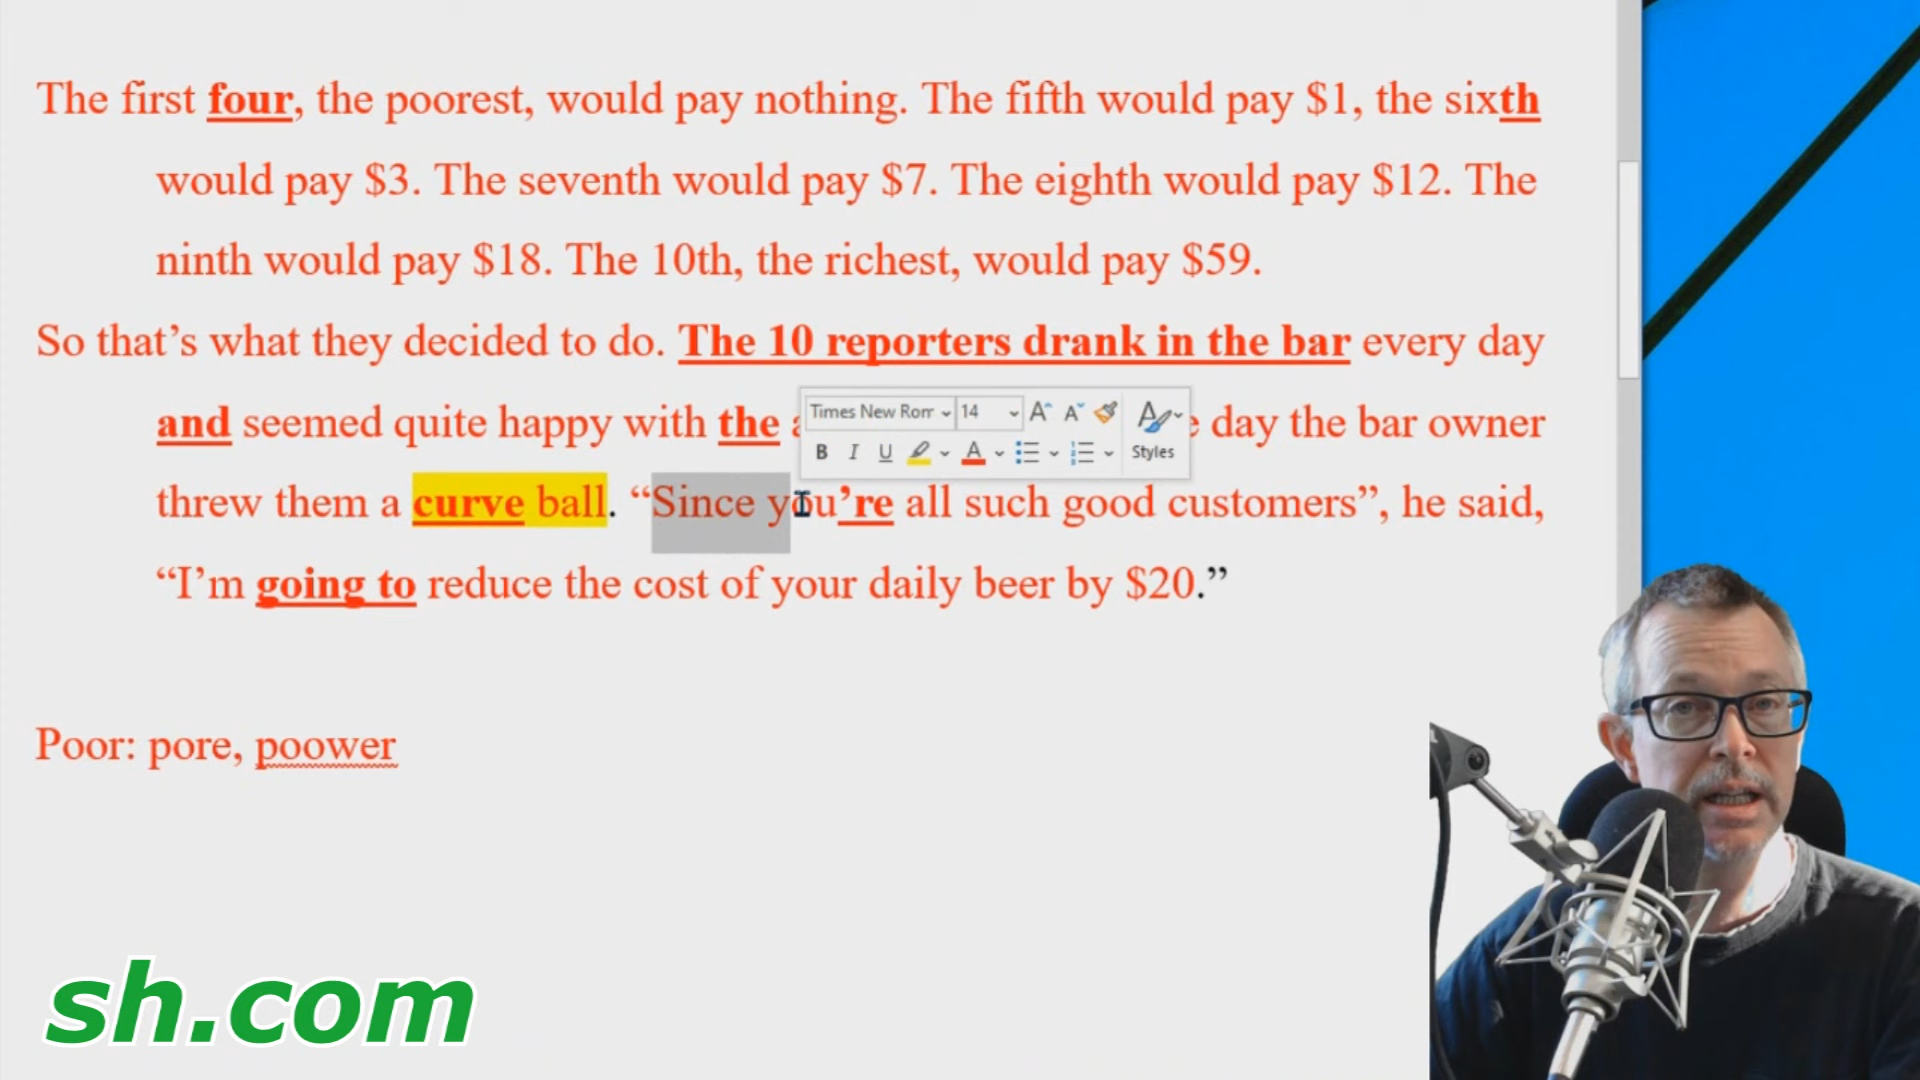 The first four, the poorest, would pay nothing. The fifth would pay $1, the sixth
would pay $3. The seventh would pay $7. The eighth would pay $12. The
ninth would pay $18. The 10th, the richest, would pay $59.
So that’s what they decided to do. The 10 reporters drank in the bar every day
and seemed quite happy with the day the bar owner
Times New Ror 14
Styles
threw them a curve ball. “Since you’re all such good customers”, he said,
“I’m going to reduce the cost of your daily beer by $20.”
Poor: pore, poower
sh.com